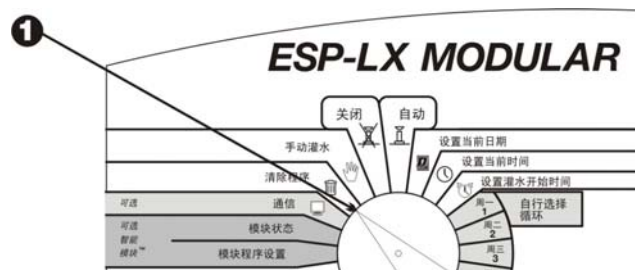 1
ESP-LX MODULAR
关闭
自动
手动灌水
设置当前日期
清除程序
设置当前时间
设置灌水开始时间
可选
通信
周一
1
自行选择
循环
可选
智能
模块™
模块状态
周二
2
模块程序设置
周三
3